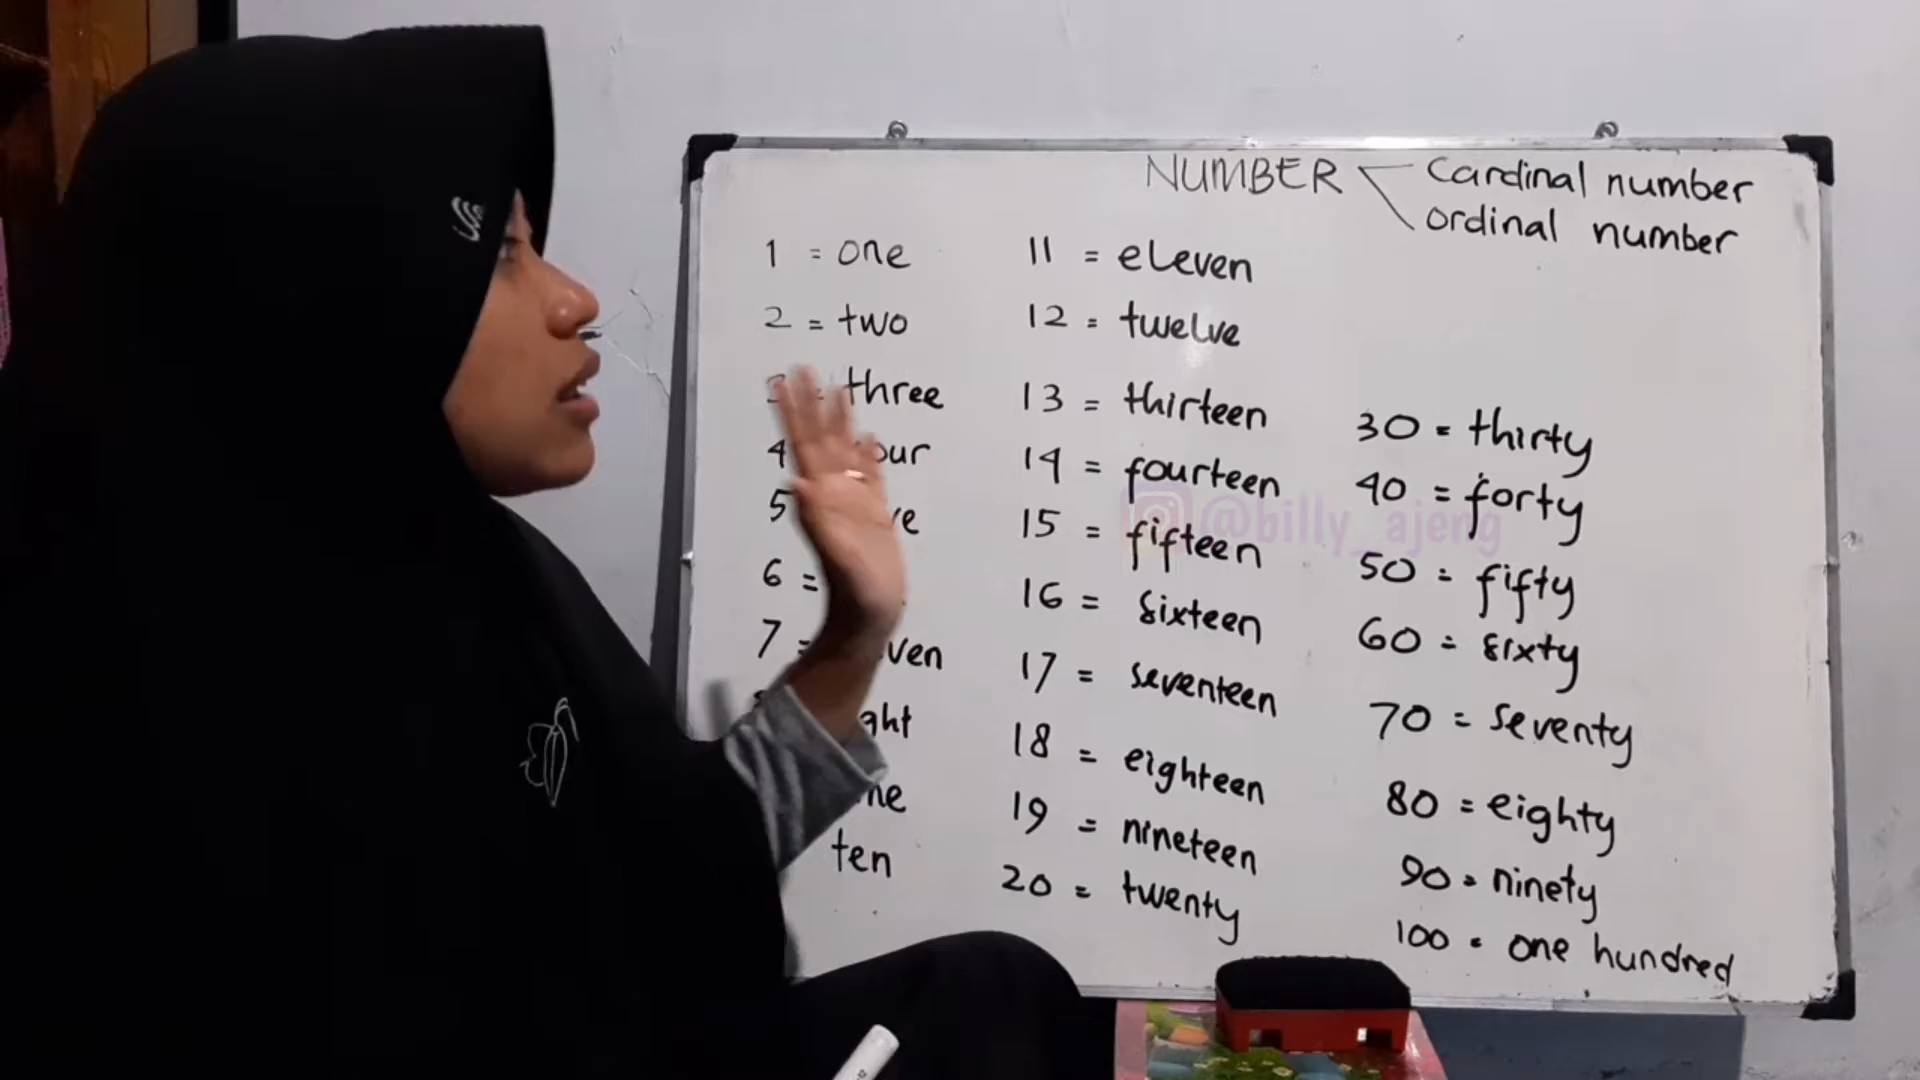 NUMBER
cardinal number
ordinal number
1 = one
2 = two
three
4
5
6 =
7 =
ten
11 = eleven
12 = twelve
13 = thirteen
14 = fourteen
15 = fifteen
16 = sixteen
17 = seventeen
18 = eighteen
19 = nineteen
20 = twenty
30 = thirty
40 = forty
50 = fifty
60 = sixty
70 = seventy
80 = eighty
90 = ninety
100 = one hundred
@billy_ajeng